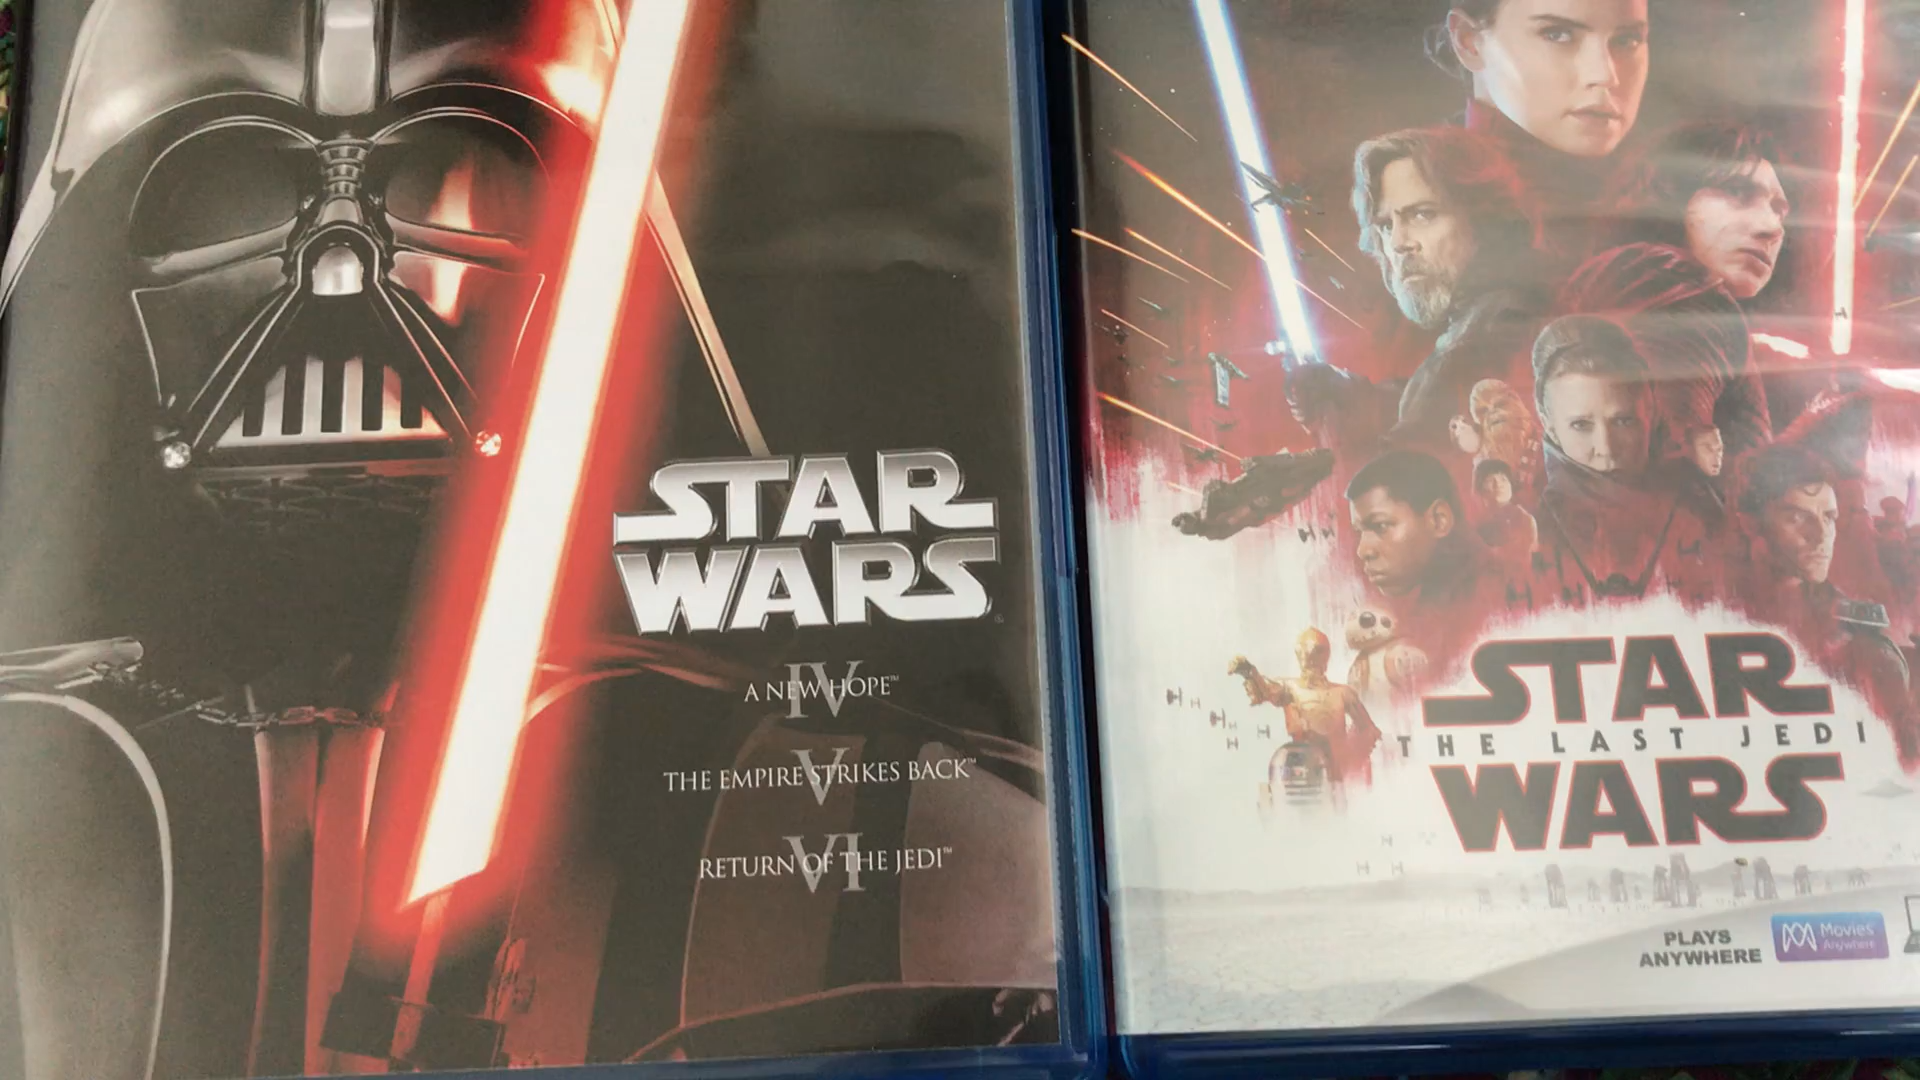 STAR
WARS
IV
A NEW HOPE™
V
THE EMPIRE STRIKES BACK™
VI
RETURN OF THE JEDI™
STAR
THE LAST JEDI
WARS
PLAYS
ANYWHERE
Movies
Anywhere